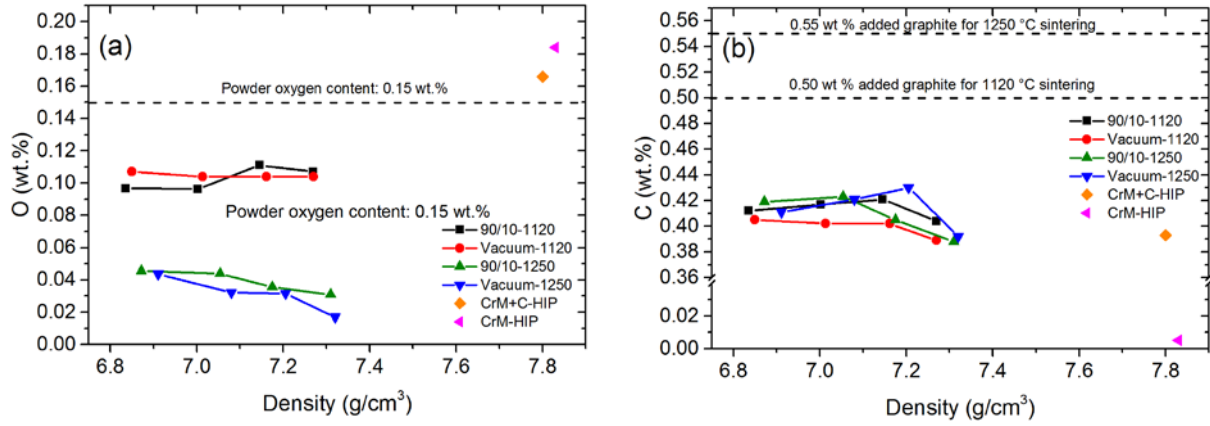 (a)
0.20
0.18
0.16
0.14
0.12
0.10
0.08
0.06
0.04
0.02
0.00
O (wt.%)
Powder oxygen content: 0.15 wt.%
Powder oxygen content: 0.15 wt.%
90/10-1120
Vacuum-1120
90/10-1250
Vacuum-1250
CrM+C-HIP
CrM-HIP
6.8 7.0 7.2 7.4 7.6 7.8
Density (g/cm³)
(b)
0.56
0.54
0.52
0.50
0.48
0.46
0.44
0.42
0.40
0.38
0.36
0.02
0.00
C (wt.%)
0.55 wt % added graphite for 1250 °C sintering
0.50 wt % added graphite for 1120 °C sintering
90/10-1120
Vacuum-1120
90/10-1250
Vacuum-1250
CrM+C-HIP
CrM-HIP
6.8 7.0 7.2 7.4 7.6 7.8
Density (g/cm³)